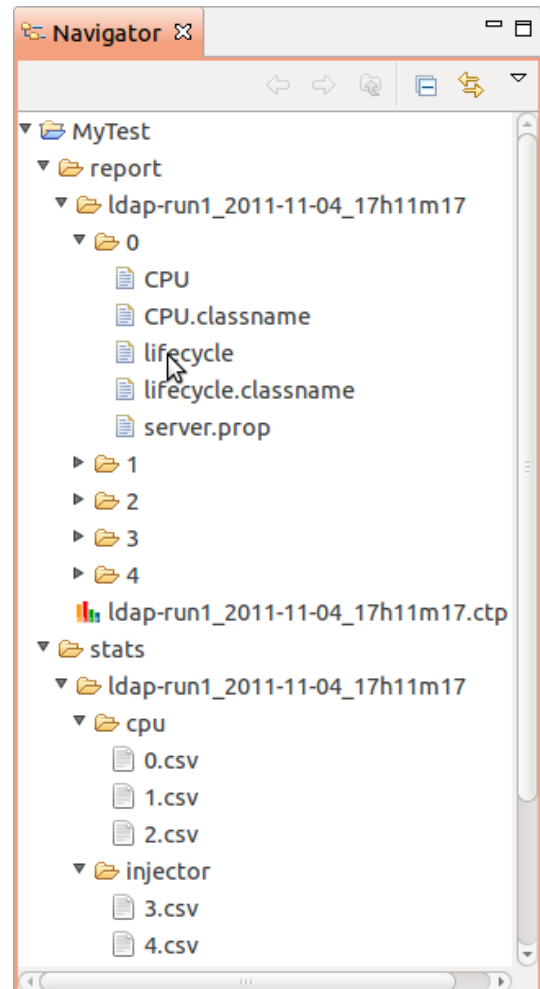 Navigator
MyTest
report
ldap-run1_2011-11-04_17h11m17
0
CPU
CPU.classname
lifecycle
lifecycle.classname
server.prop
1
2
3
4
ldap-run1_2011-11-04_17h11m17.ctp
stats
ldap-run1_2011-11-04_17h11m17
cpu
0.csv
1.csv
2.csv
injector
3.csv
4.csv